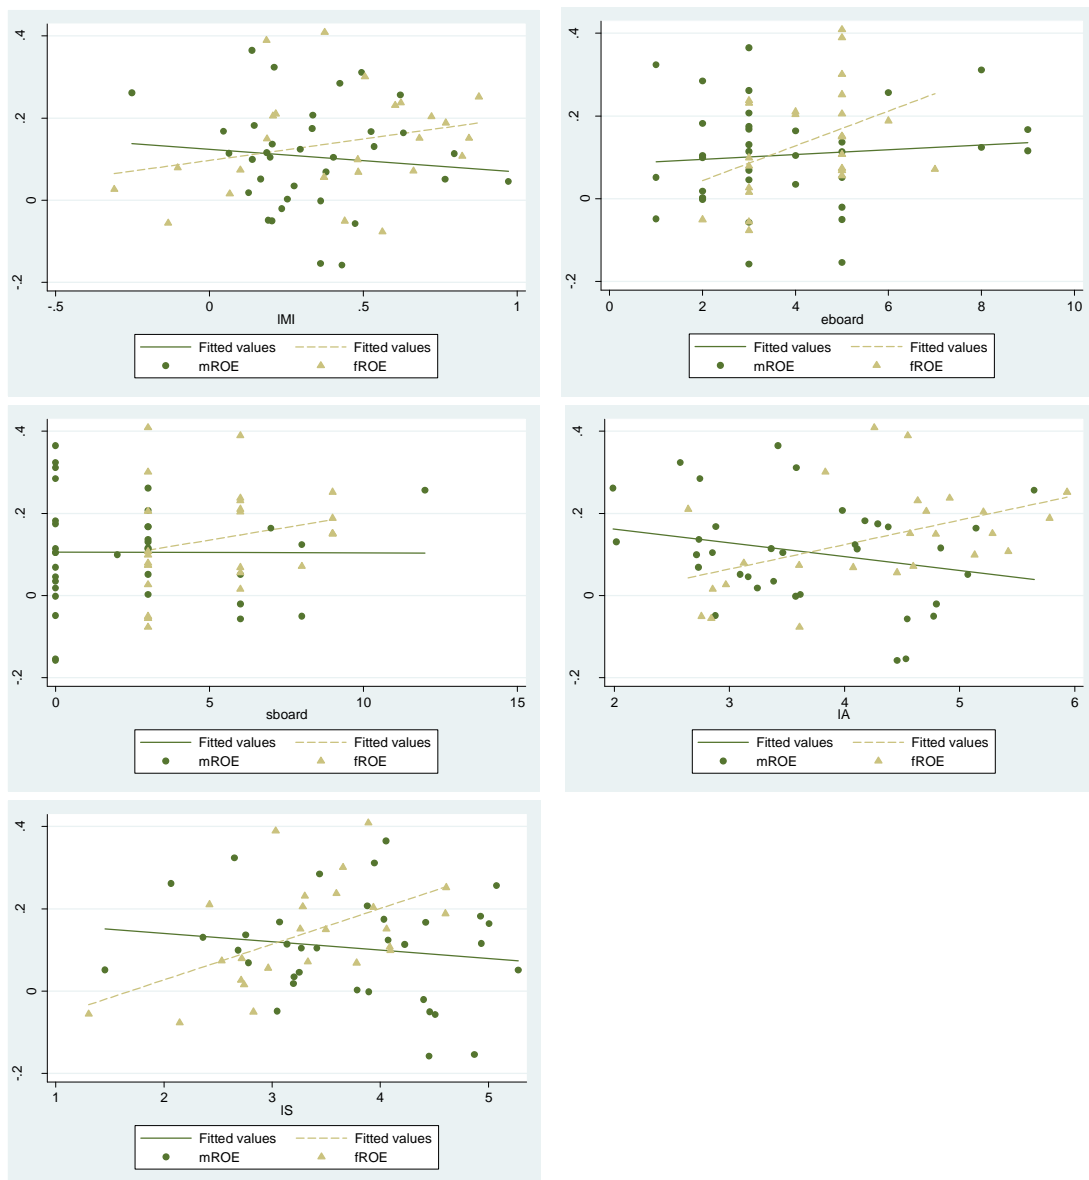 .4
.2
0
-.2
-.5
0
.5
1
lMI
Fitted values
Fitted values
mROE
fROE
.4
.2
0
-.2
0
2
4
6
8
10
eboard
Fitted values
Fitted values
mROE
fROE
.4
.2
0
-.2
0
5
10
15
sboard
Fitted values
Fitted values
mROE
fROE
.4
.2
0
-.2
2
3
4
5
6
lA
Fitted values
Fitted values
mROE
fROE
.4
.2
0
-.2
1
2
3
4
5
lS
Fitted values
Fitted values
mROE
fROE